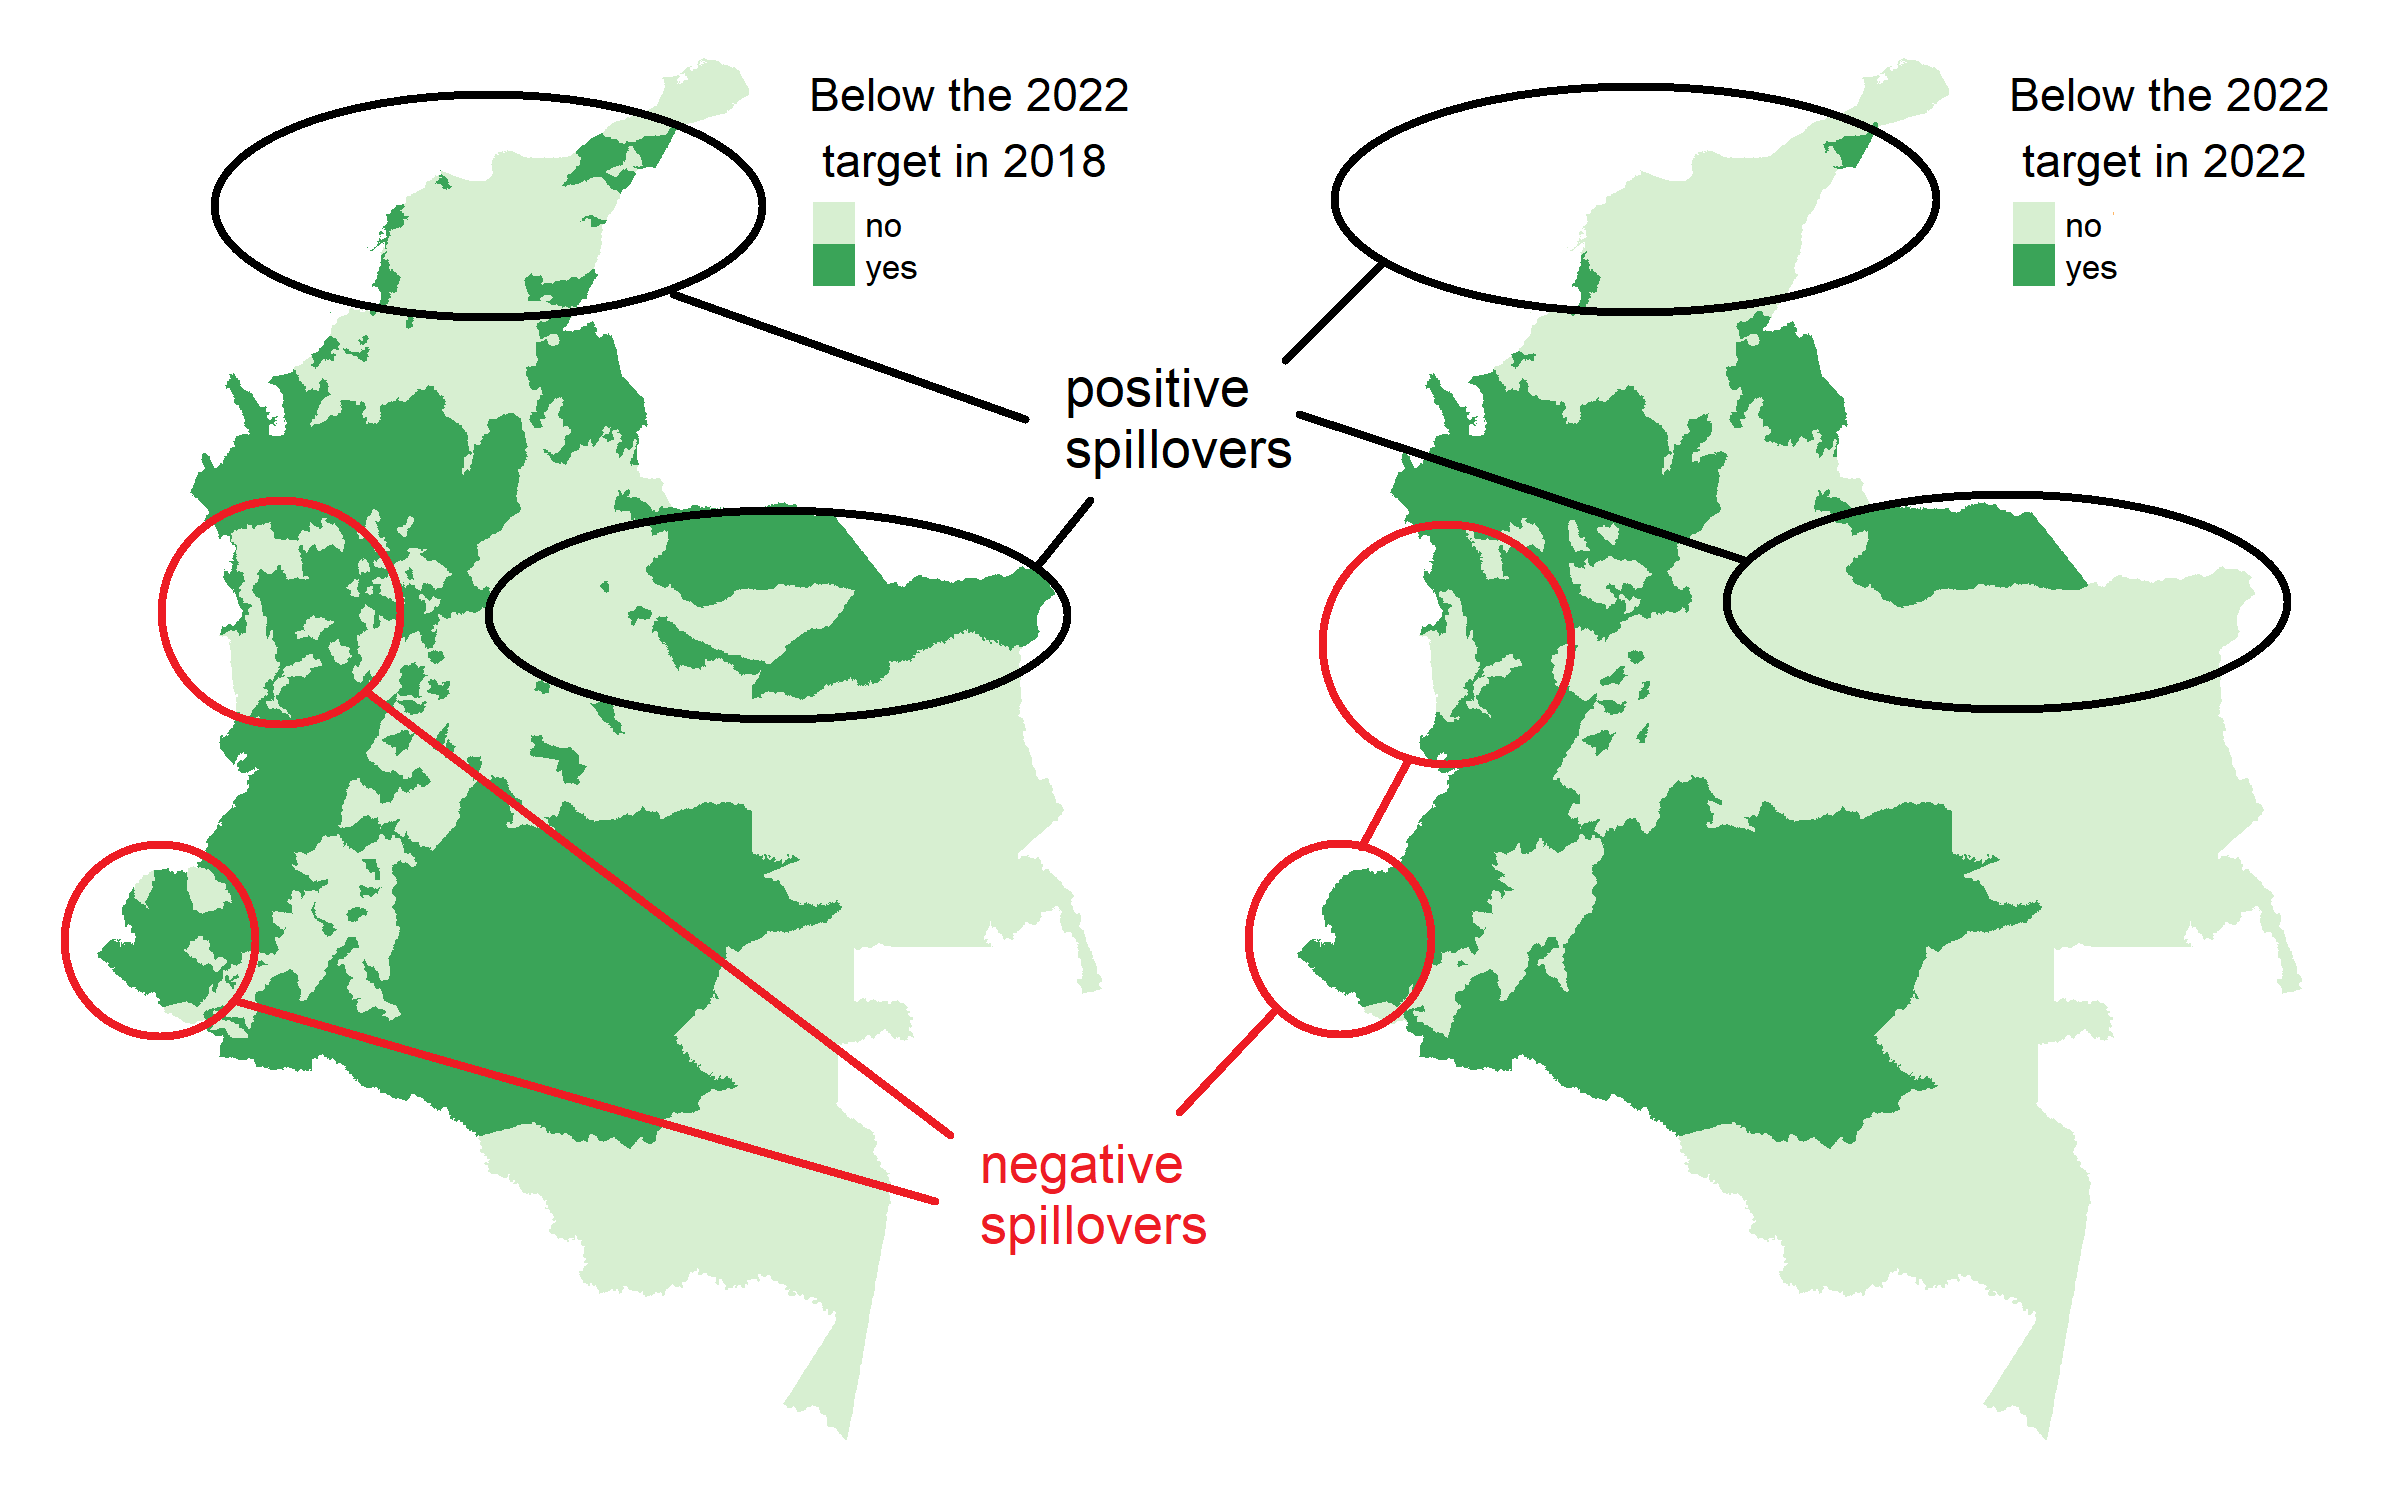 Below the 2022
target in 2018
no
yes
Below the 2022
target in 2022
no
yes
positive
spillovers
negative
spillovers